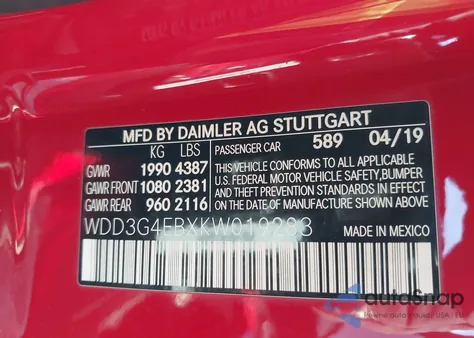 MFD BY DAIMLER AG STUTTGART
KG LBS PASSENGER CAR 589 04/19
GVWR 1990 4387 THIS VEHICLE CONFORMS TO ALL APPLICABLE
GAWR FRONT 1080 2381 U.S. FEDERAL MOTOR VEHICLE SAFETY, BUMPER
AND THEFT PREVENTION STANDARDS IN EFFECT
GAWR REAR 960 2116 ON THE DATE OF MANUFACTURE SHOWN ABOVE
WDD3G4EBXKW019283
MADE IN MEXICO
autoSnap